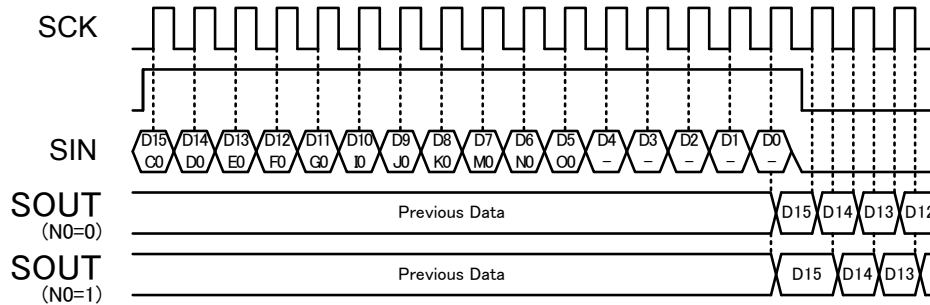 SCK
SIN
D15 D14 D13 D12 D11 D10 D9 D8 D7 D6 D5 D4 D3 D2 D1 D0
C0 D0 E0 F0 G0 I0 J0 K0 M0 N0 O0 - - - - -
SOUT
(N0=0)
Previous Data D15 D14 D13 D12
SOUT
(N0=1)
Previous Data D15 D14 D13